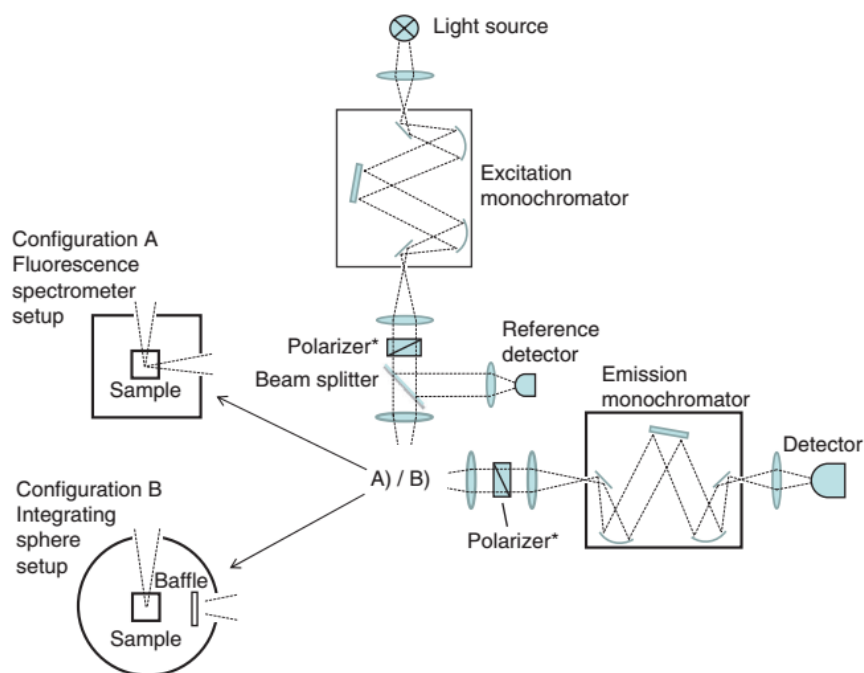 Light source
Excitation
monochromator
Configuration A
Fluorescence
spectrometer
setup
Sample
Polarizer*
Beam splitter
Reference
detector
Emission
monochromator
Detector
A) / B)
Polarizer*
Configuration B
Integrating
sphere
setup
Baffle
Sample